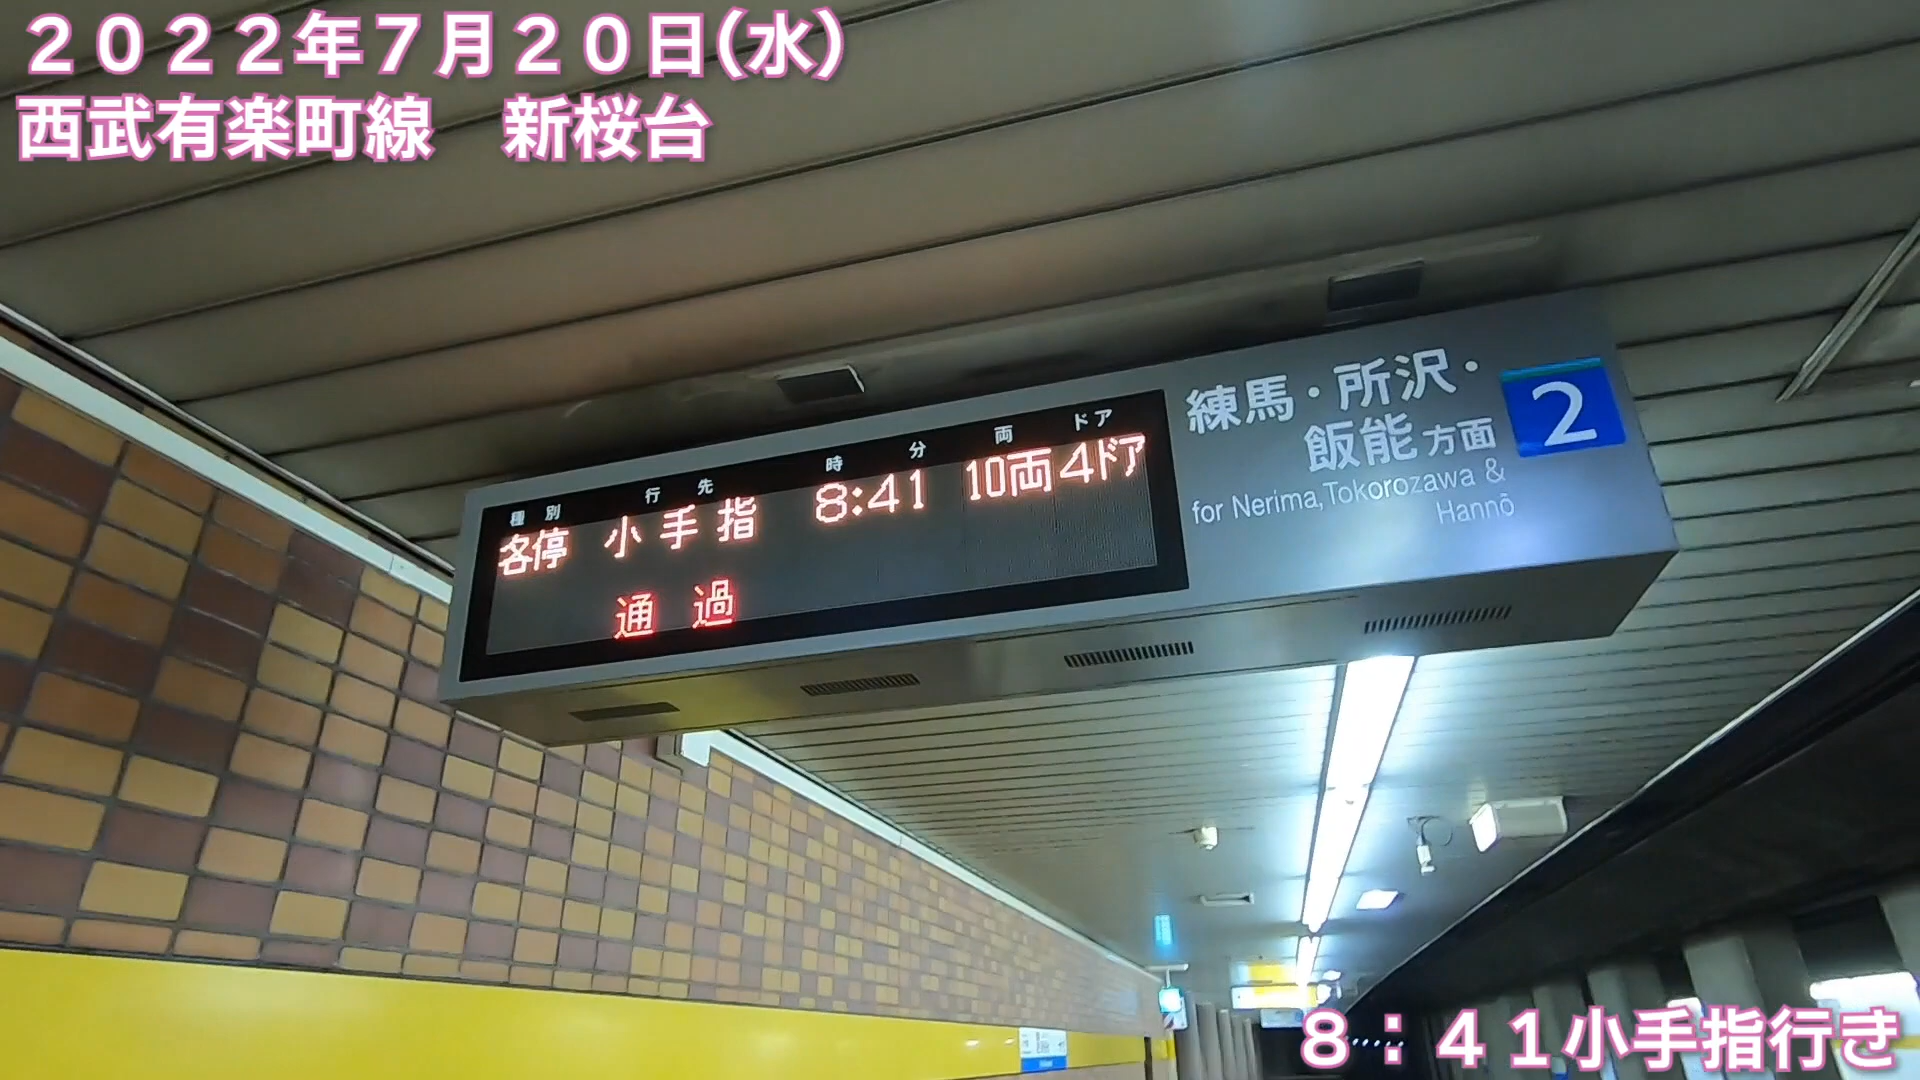 ２０２２年７月２０日（水）
西武有楽町線　新桜台
種別 行先 時 分 両 ドア
各停 小手指 8:41 10両 4ドア
通過
練馬・所沢・
飯能方面
for Nerima,Tokorozawa &
Hannō
2
８：４１小手指行き